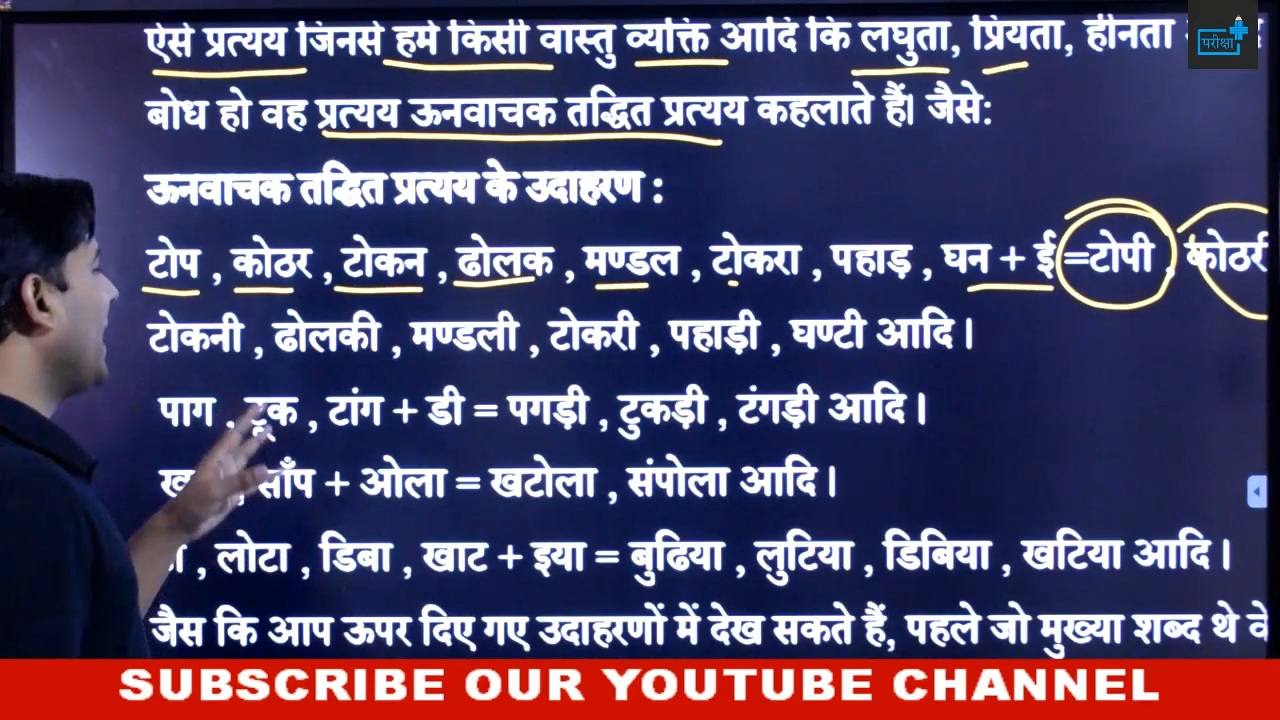 ऐसे प्रत्यय जिनसे हमे किसी वास्तु व्यक्ति आदि कि लघुता, प्रियता, हीनता
परीक्षा
बोध हो वह प्रत्यय ऊनवाचक तद्धित प्रत्यय कहलाते हैं। जैसे:
ऊनवाचक तद्धित प्रत्यय के उदाहरण :
टोप , कोठर , टोकन , ढोलक , मण्डल , टोकरा , पहाड़ , घन + ई =टोपी , कोठरी
टोकनी , ढोलकी , मण्डली , टोकरी , पहाड़ी , घण्टी आदि ।
पाग , टूक , टांग + डी = पगड़ी , टुकड़ी , टंगड़ी आदि ।
साँप + ओला = खटोला , संपोला आदि ।
, लोटा , डिबा , खाट + इया = बुढिया , लुटिया , डिबिया , खटिया आदि ।
जैस कि आप ऊपर दिए गए उदाहरणों में देख सकते हैं, पहले जो मुख्या शब्द थे वे
SUBSCRIBE OUR YOUTUBE CHANNEL